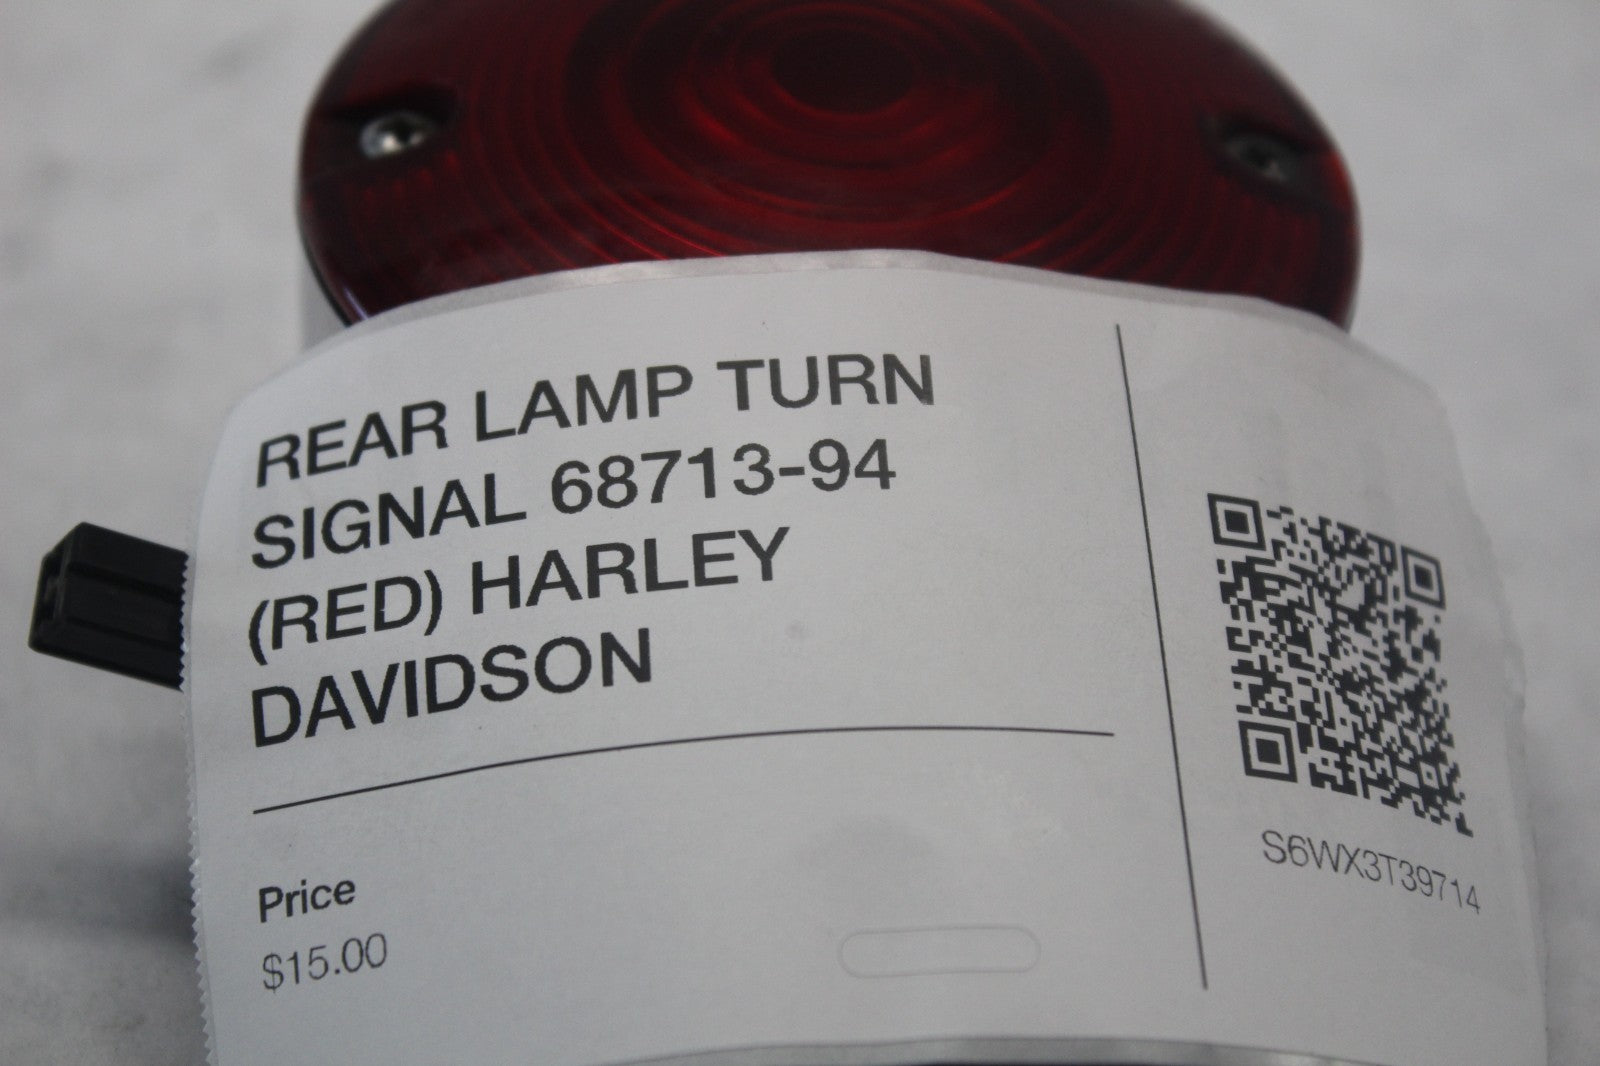 REAR LAMP TURN
SIGNAL 68713-94
(RED) HARLEY
DAVIDSON
Price
$15.00
S6WX3T39714